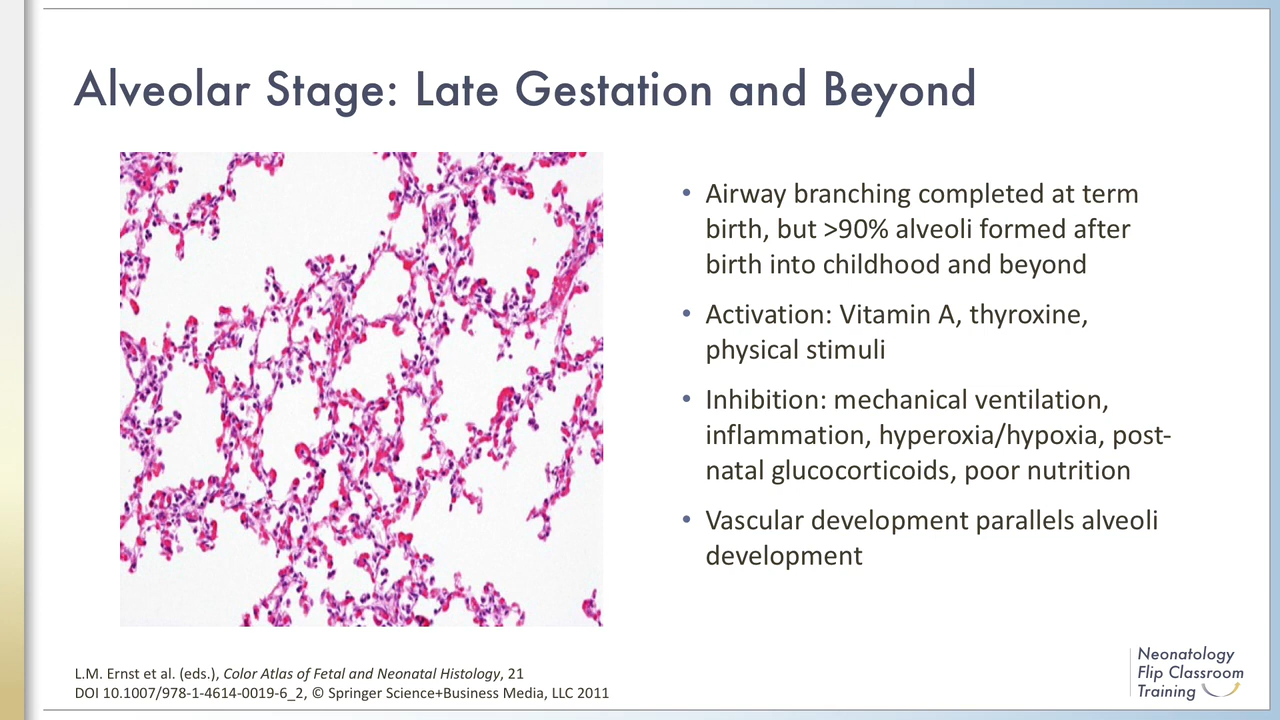 Alveolar Stage: Late Gestation and Beyond
• Airway branching completed at term
birth, but >90% alveoli formed after
birth into childhood and beyond
• Activation: Vitamin A, thyroxine,
physical stimuli
• Inhibition: mechanical ventilation,
inflammation, hyperoxia/hypoxia, post-
natal glucocorticoids, poor nutrition
• Vascular development parallels alveoli
development
L.M. Ernst et al. (eds.), Color Atlas of Fetal and Neonatal Histology, 21
DOI 10.1007/978-1-4614-0019-6_2, © Springer Science+Business Media, LLC 2011
Neonatology
Flip Classroom
Training